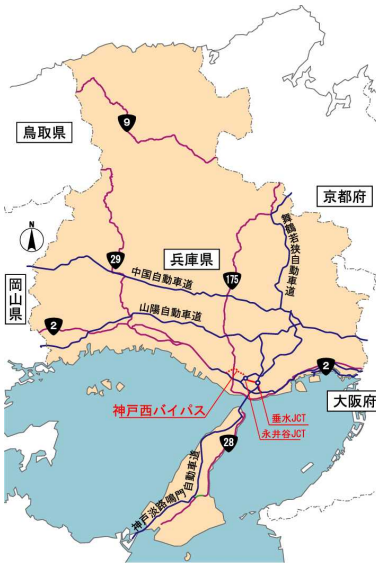 9
鳥取県
京都府
N
舞鶴若狭自動車道
兵庫県
29
中国自動車道
175
岡山県
山陽自動車道
2
2
神戸西バイパス
大阪府
垂水JCT
永井谷JCT
28
神戸淡路鳴門自動車道